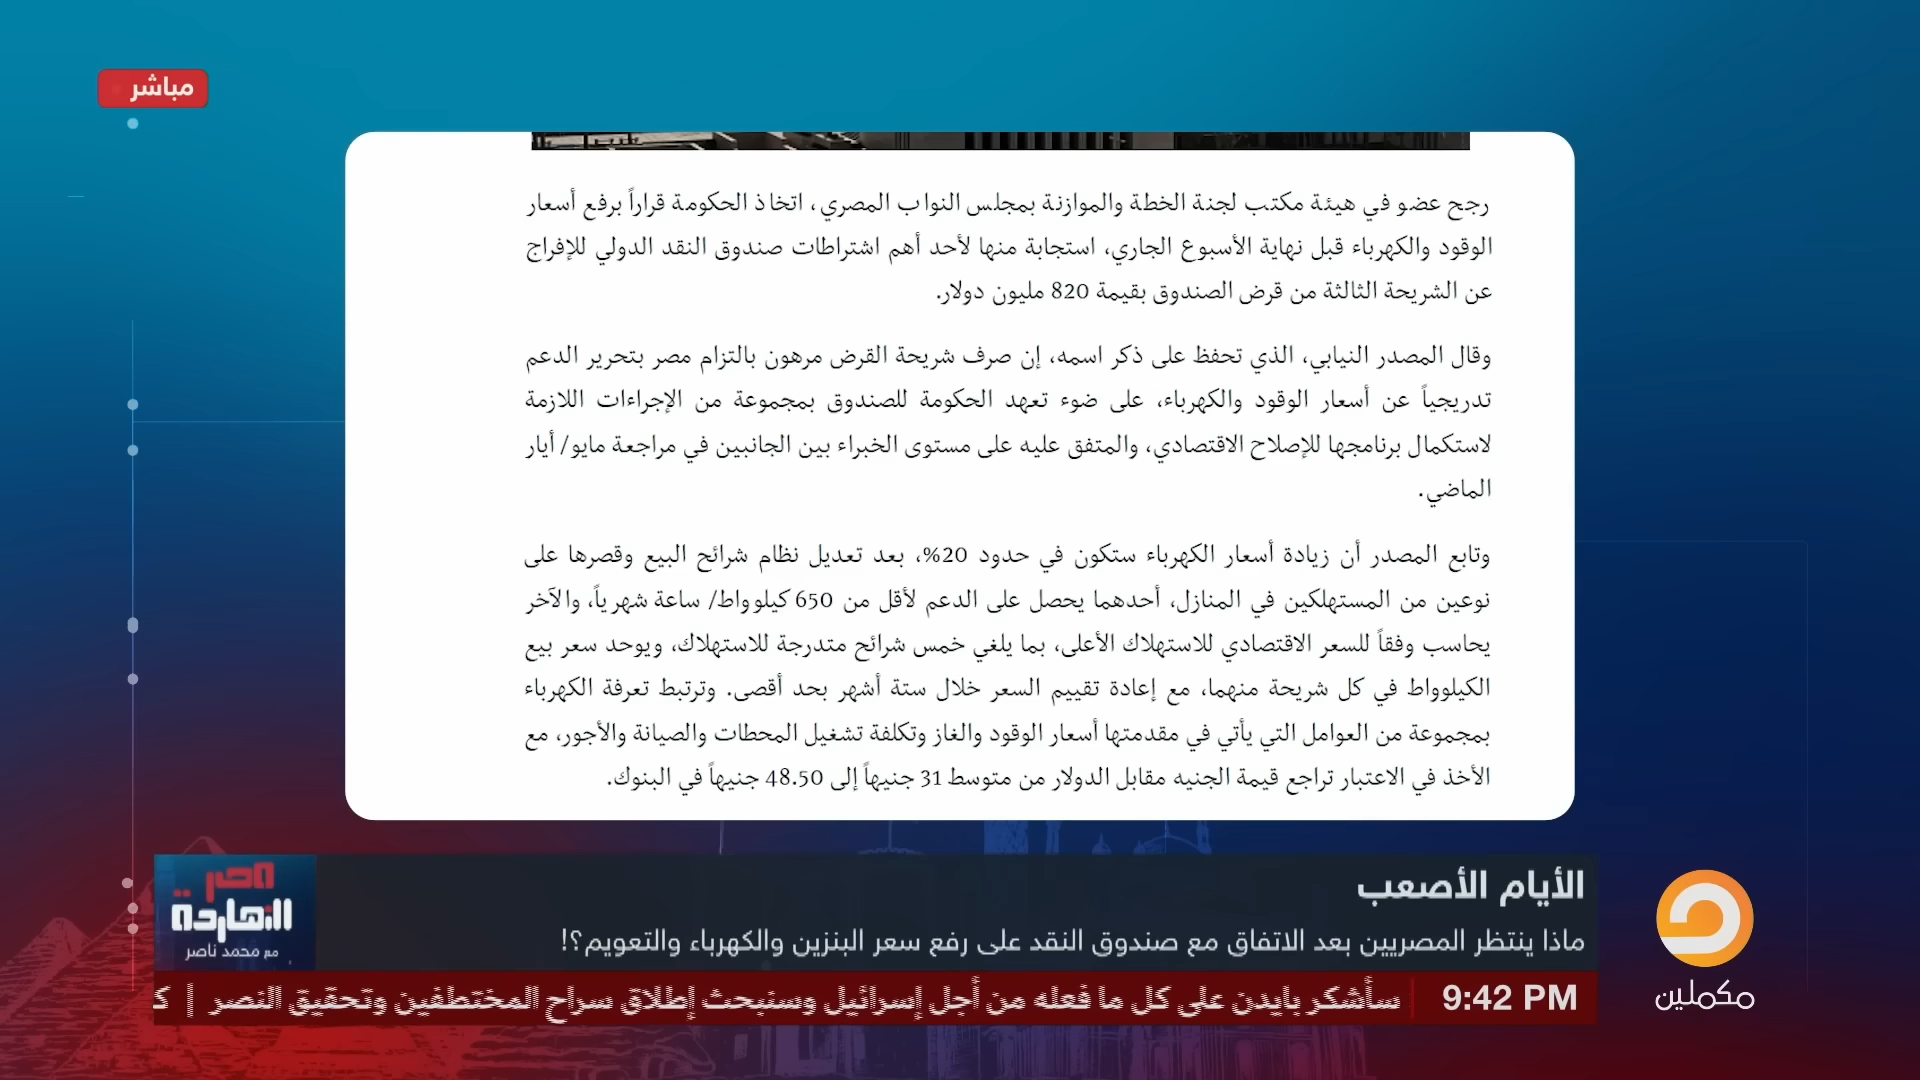 مباشر
رجح عضو في هيئة مكتب لجنة الخطة والموازنة بمجلس النواب المصري، اتخاذ الحكومة قراراً برفع أسعار
الوقود والكهرباء قبل نهاية الأسبوع الجاري، استجابة منها لأحد أهم اشتراطات صندوق النقد الدولي للإفراج
عن الشريحة الثالثة من قرض الصندوق بقيمة 820 مليون دولار.
وقال المصدر النيابي، الذي تحفظ على ذكر اسمه، إن صرف شريحة القرض مرهون بالتزام مصر بتحرير الدعم
تدريجياً عن أسعار الوقود والكهرباء، على ضوء تعهد الحكومة للصندوق بمجموعة من الإجراءات اللازمة
لاستكمال برنامجها للإصلاح الاقتصادي، والمتفق عليه على مستوى الخبراء بين الجانبين في مراجعة مايو/ أيار
الماضي.
وتابع المصدر أن زيادة أسعار الكهرباء ستكون في حدود 20%، بعد تعديل نظام شرائح البيع وقصرها على
نوعين من المستهلكين في المنازل، أحدهما يحصل على الدعم لأقل من 650 كيلوواط/ ساعة شهرياً، والآخر
يحاسب وفقاً للسعر الاقتصادي للاستهلاك الأعلى، بما يلغي خمس شرائح متدرجة للاستهلاك، ويوحد سعر بيع
الكيلوواط في كل شريحة منهما، مع إعادة تقييم السعر خلال ستة أشهر بحد أقصى. وترتبط تعرفة الكهرباء
بمجموعة من العوامل التي يأتي في مقدمتها أسعار الوقود والغاز وتكلفة تشغيل المحطات والصيانة والأجور، مع
الأخذ في الاعتبار تراجع قيمة الجنيه مقابل الدولار من متوسط 31 جنيهاً إلى 48.50 جنيهاً في البنوك.
الأيام الأصعب
ماذا ينتظر المصريين بعد الاتفاق مع صندوق النقد على رفع سعر البنزين والكهرباء والتعويم؟!
مصر
النهاردة
مع محمد ناصر
9:42 PM
سأشكر بايدن على كل ما فعله من أجل إسرائيل وسنبحث إطلاق سراح المختطفين وتحقيق النصر |
مكملين